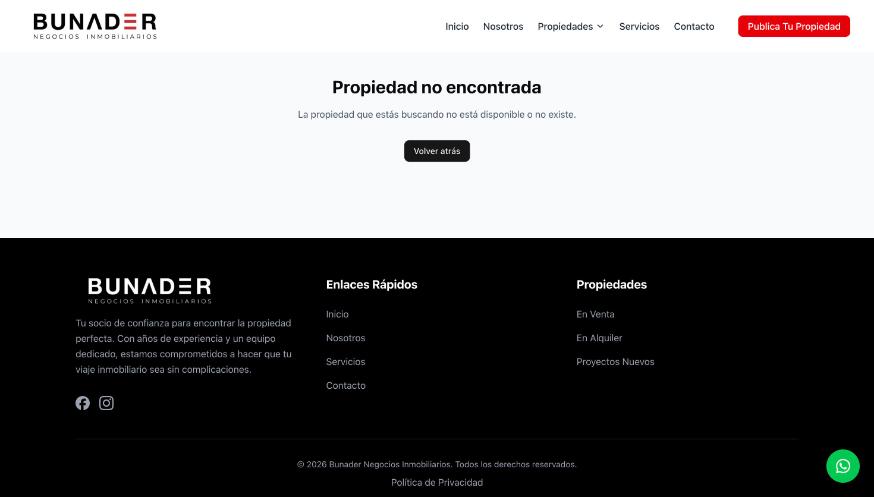 BUNADER
NEGOCIOS INMOBILIARIOS
Inicio
Nosotros
Propiedades
Servicios
Contacto
Publica Tu Propiedad
Propiedad no encontrada
La propiedad que estás buscando no está disponible o no existe.
Volver atrás
BUNADER
NEGOCIOS INMOBILIARIOS
Tu socio de confianza para encontrar la propiedad
perfecta. Con años de experiencia y un equipo
dedicado, estamos comprometidos a hacer que tu
viaje inmobiliario sea sin complicaciones.
Enlaces Rápidos
Inicio
Nosotros
Servicios
Contacto
Propiedades
En Venta
En Alquiler
Proyectos Nuevos
© 2026 Bunader Negocios Inmobiliarios. Todos los derechos reservados.
Política de Privacidad